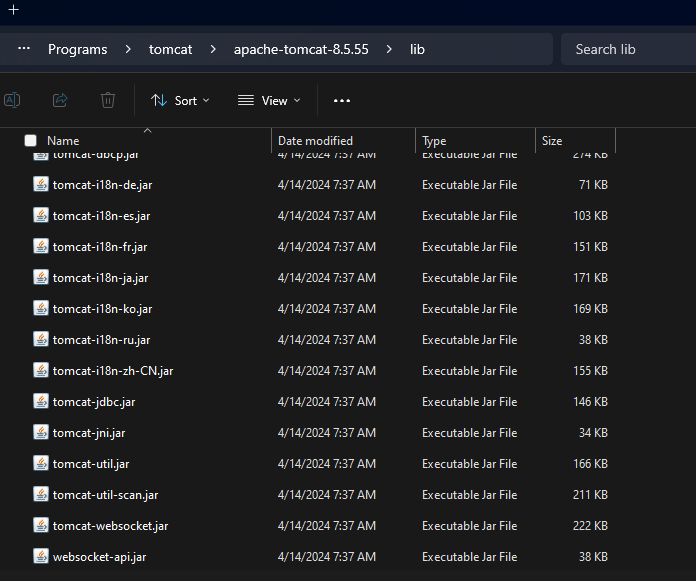 Programs > tomcat > apache-tomcat-8.5.55 > lib Search lib
Sort View
Name Date modified Type Size
tomcat-dbcp.jar 4/14/2024 7:37 AM Executable Jar File 274 KB
tomcat-i18n-de.jar 4/14/2024 7:37 AM Executable Jar File 71 KB
tomcat-i18n-es.jar 4/14/2024 7:37 AM Executable Jar File 103 KB
tomcat-i18n-fr.jar 4/14/2024 7:37 AM Executable Jar File 151 KB
tomcat-i18n-ja.jar 4/14/2024 7:37 AM Executable Jar File 171 KB
tomcat-i18n-ko.jar 4/14/2024 7:37 AM Executable Jar File 169 KB
tomcat-i18n-ru.jar 4/14/2024 7:37 AM Executable Jar File 38 KB
tomcat-i18n-zh-CN.jar 4/14/2024 7:37 AM Executable Jar File 155 KB
tomcat-jdbc.jar 4/14/2024 7:37 AM Executable Jar File 146 KB
tomcat-jni.jar 4/14/2024 7:37 AM Executable Jar File 34 KB
tomcat-util.jar 4/14/2024 7:37 AM Executable Jar File 166 KB
tomcat-util-scan.jar 4/14/2024 7:37 AM Executable Jar File 211 KB
tomcat-websocket.jar 4/14/2024 7:37 AM Executable Jar File 222 KB
websocket-api.jar 4/14/2024 7:37 AM Executable Jar File 38 KB